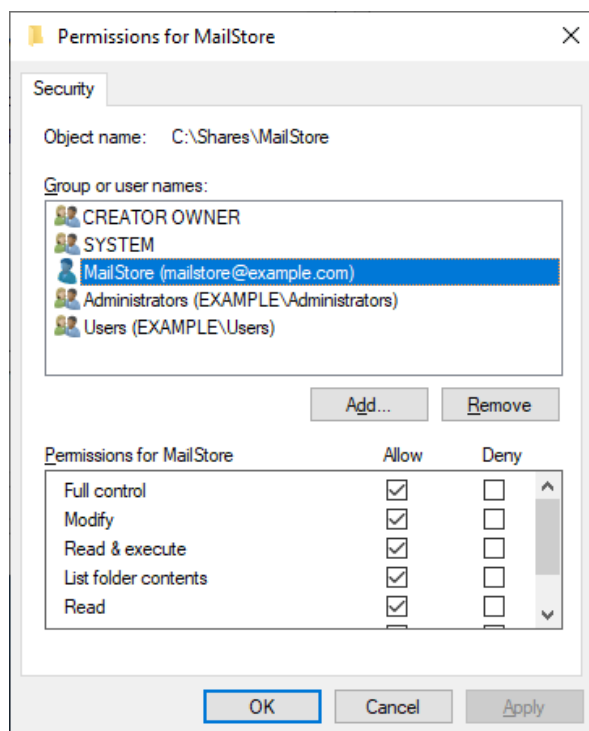 Permissions for MailStore
Security
Object name: C:\Shares\MailStore
Group or user names:
CREATOR OWNER
SYSTEM
MailStore (mailstore@example.com)
Administrators (EXAMPLE\Administrators)
Users (EXAMPLE\Users)
Add... Remove
Permissions for MailStore Allow Deny
Full control
Modify
Read & execute
List folder contents
Read
OK Cancel Apply